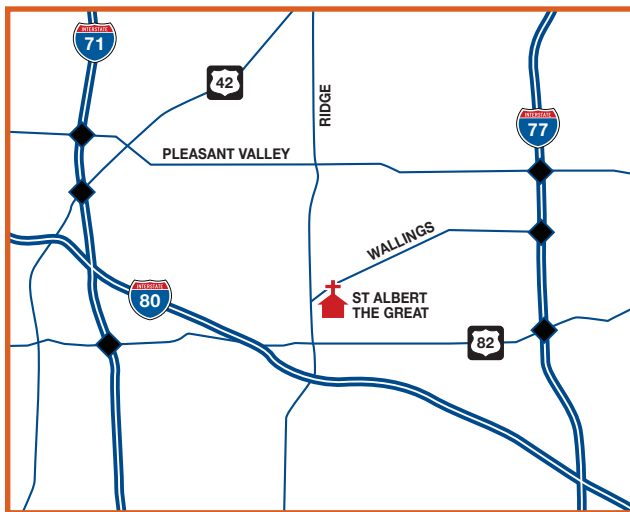 INTERSTATE
71
42
RIDGE
INTERSTATE
77
PLEASANT VALLEY
WALLINGS
INTERSTATE
80
ST ALBERT
THE GREAT
82